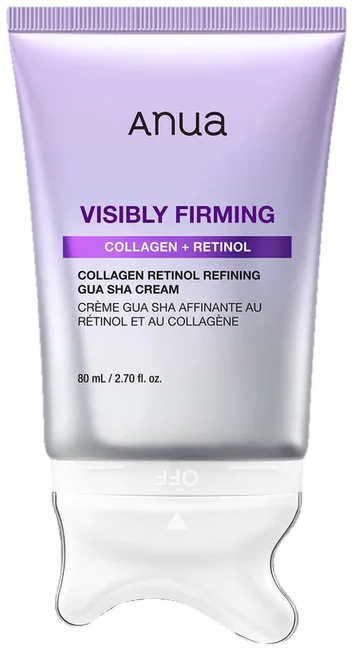 Anua
VISIBLY FIRMING
COLLAGEN + RETINOL
COLLAGEN RETINOL REFINING
GUA SHA CREAM
CRÈME GUA SHA AFFINANTE AU
RÉTINOL ET AU COLLAGÈNE
80 mL / 2.70 fl. oz.
OFF